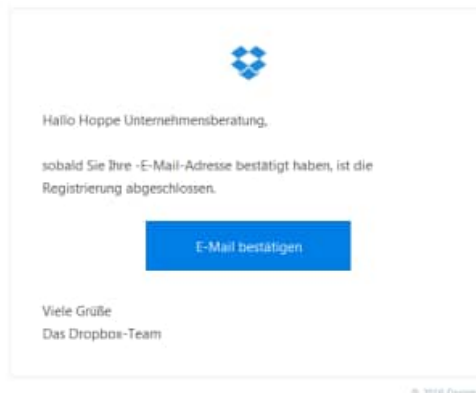 Hallo Hoppe Unternehmensberatung,
sobald Sie Ihre -E-Mail-Adresse bestätigt haben, ist die
Registrierung abgeschlossen.
E-Mail bestätigen
Viele Grüße
Das Dropbox-Team
© 2016